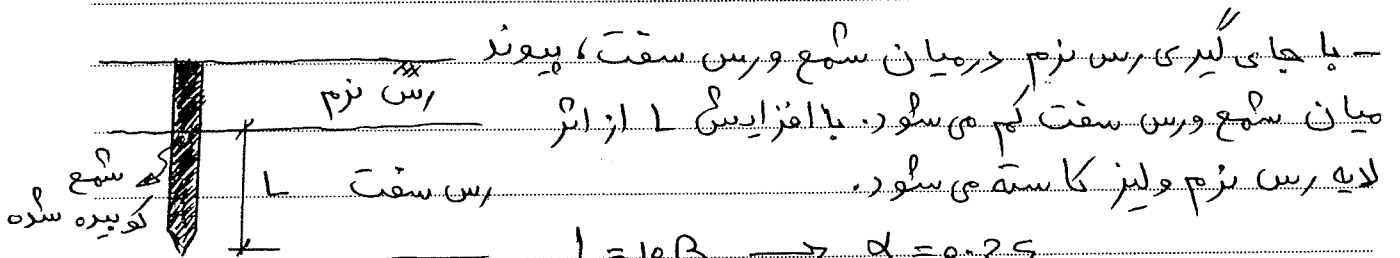 - با جای گیری رس نرم در میان شمع و رس سفت، پیوند
میان شمع و رس سفت کم می شود. با افزایش L از اثر
لایه رس نرم و لیز کاسته می شود.
رس نرم
رس سفت
L
شمع
کوبیده شده
L = 10B → α = 0.25